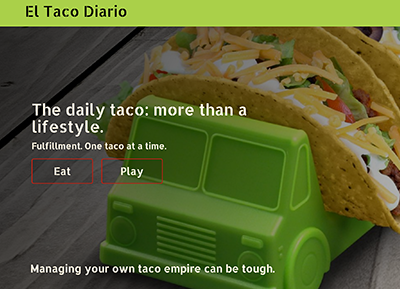 El Taco Diario
The daily taco: more than a
lifestyle.
Fulfillment. One taco at a time.
Eat
Play
Managing your own taco empire can be tough.